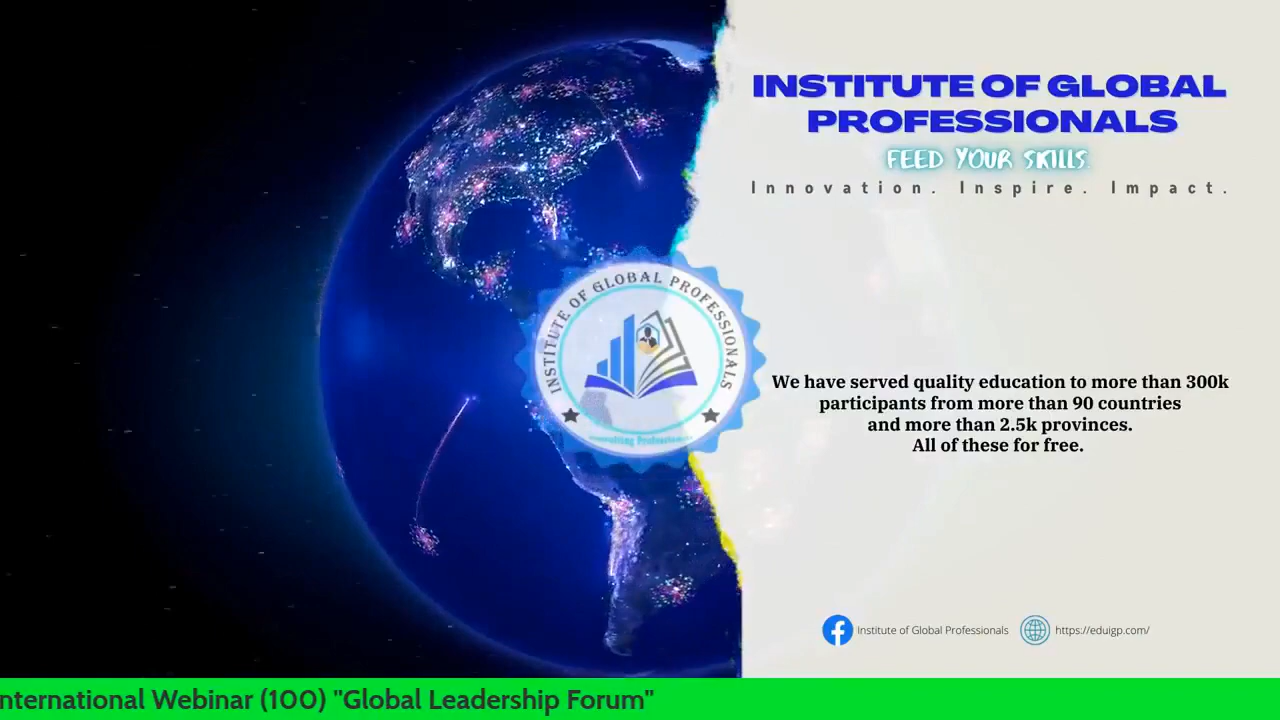 INSTITUTE OF GLOBAL
PROFESSIONALS
FEED YOUR SKILLS
Innovation. Inspire. Impact.
INSTITUTE OF GLOBAL PROFESSIONALS
We have served quality education to more than 300k
participants from more than 90 countries
and more than 2.5k provinces.
All of these for free.
Institute of Global Professionals
https://eduigp.com/
nternational Webinar (100) "Global Leadership Forum"